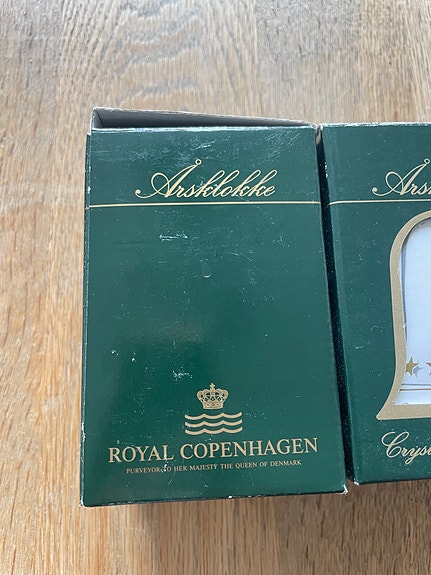 Årsklokke
ROYAL COPENHAGEN
PURVEYOR TO HER MAJESTY THE QUEEN OF DENMARK